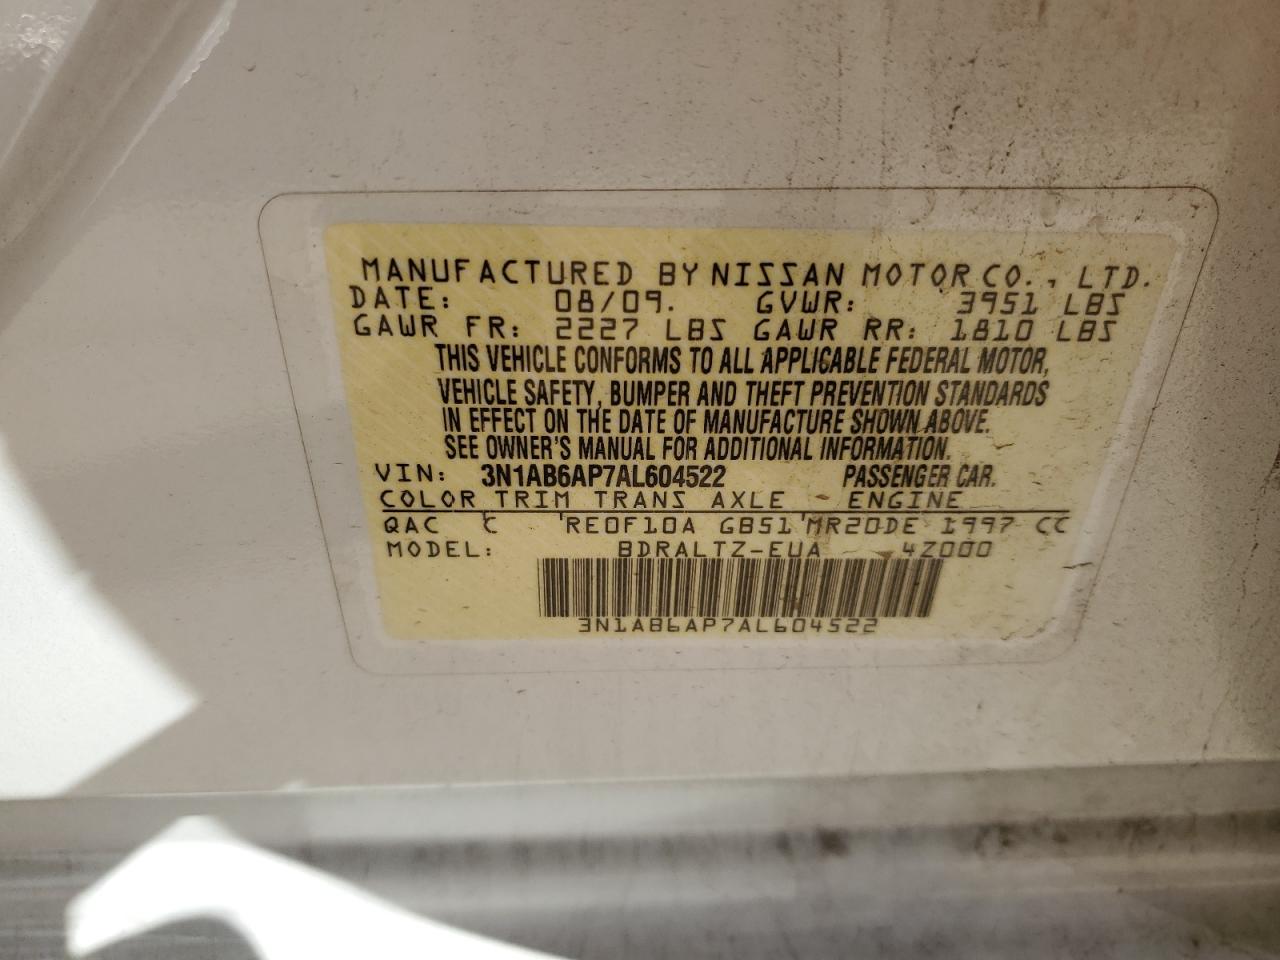 MANUFACTURED BY NISSAN MOTOR CO., LTD.
DATE: 08/09. GVWR: 3951 LBS
GAWR FR: 2227 LBS GAWR RR: 1810 LBS
THIS VEHICLE CONFORMS TO ALL APPLICABLE FEDERAL MOTOR,
VEHICLE SAFETY, BUMPER AND THEFT PREVENTION STANDARDS
IN EFFECT ON THE DATE OF MANUFACTURE SHOWN ABOVE.
SEE OWNER'S MANUAL FOR ADDITIONAL INFORMATION.
VIN: 3N1AB6AP7AL604522 PASSENGER CAR.
COLOR TRIM TRANS AXLE ENGINE
QAC C RE0F10A GB51 MR20DE 1997 CC
MODEL: BDRALTZ-EUA 4Z000
3N1AB6AP7AL604522